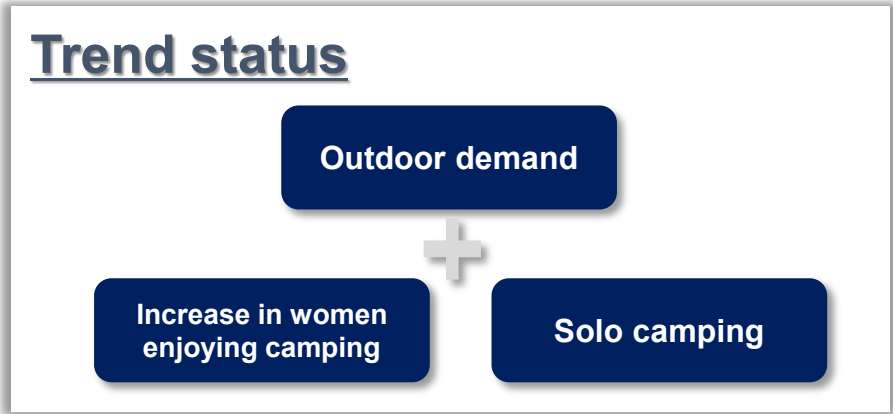 Trend status
Outdoor demand
Increase in women
enjoying camping
Solo camping